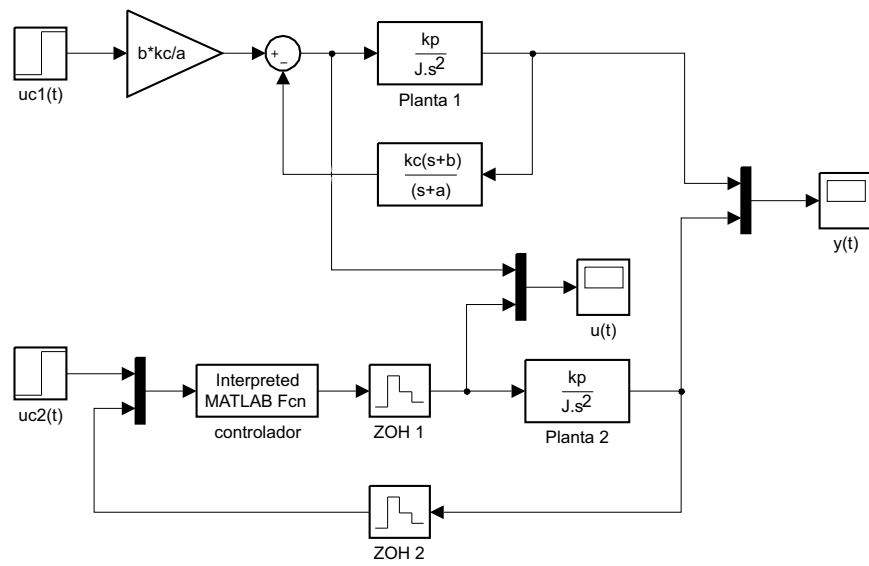 uc1(t)
b*kc/a
+
−
kp
J.s2
Planta 1
kc(s+b)
(s+a)
y(t)
u(t)
uc2(t)
Interpreted
MATLAB Fcn
controlador
ZOH 1
kp
J.s2
Planta 2
ZOH 2